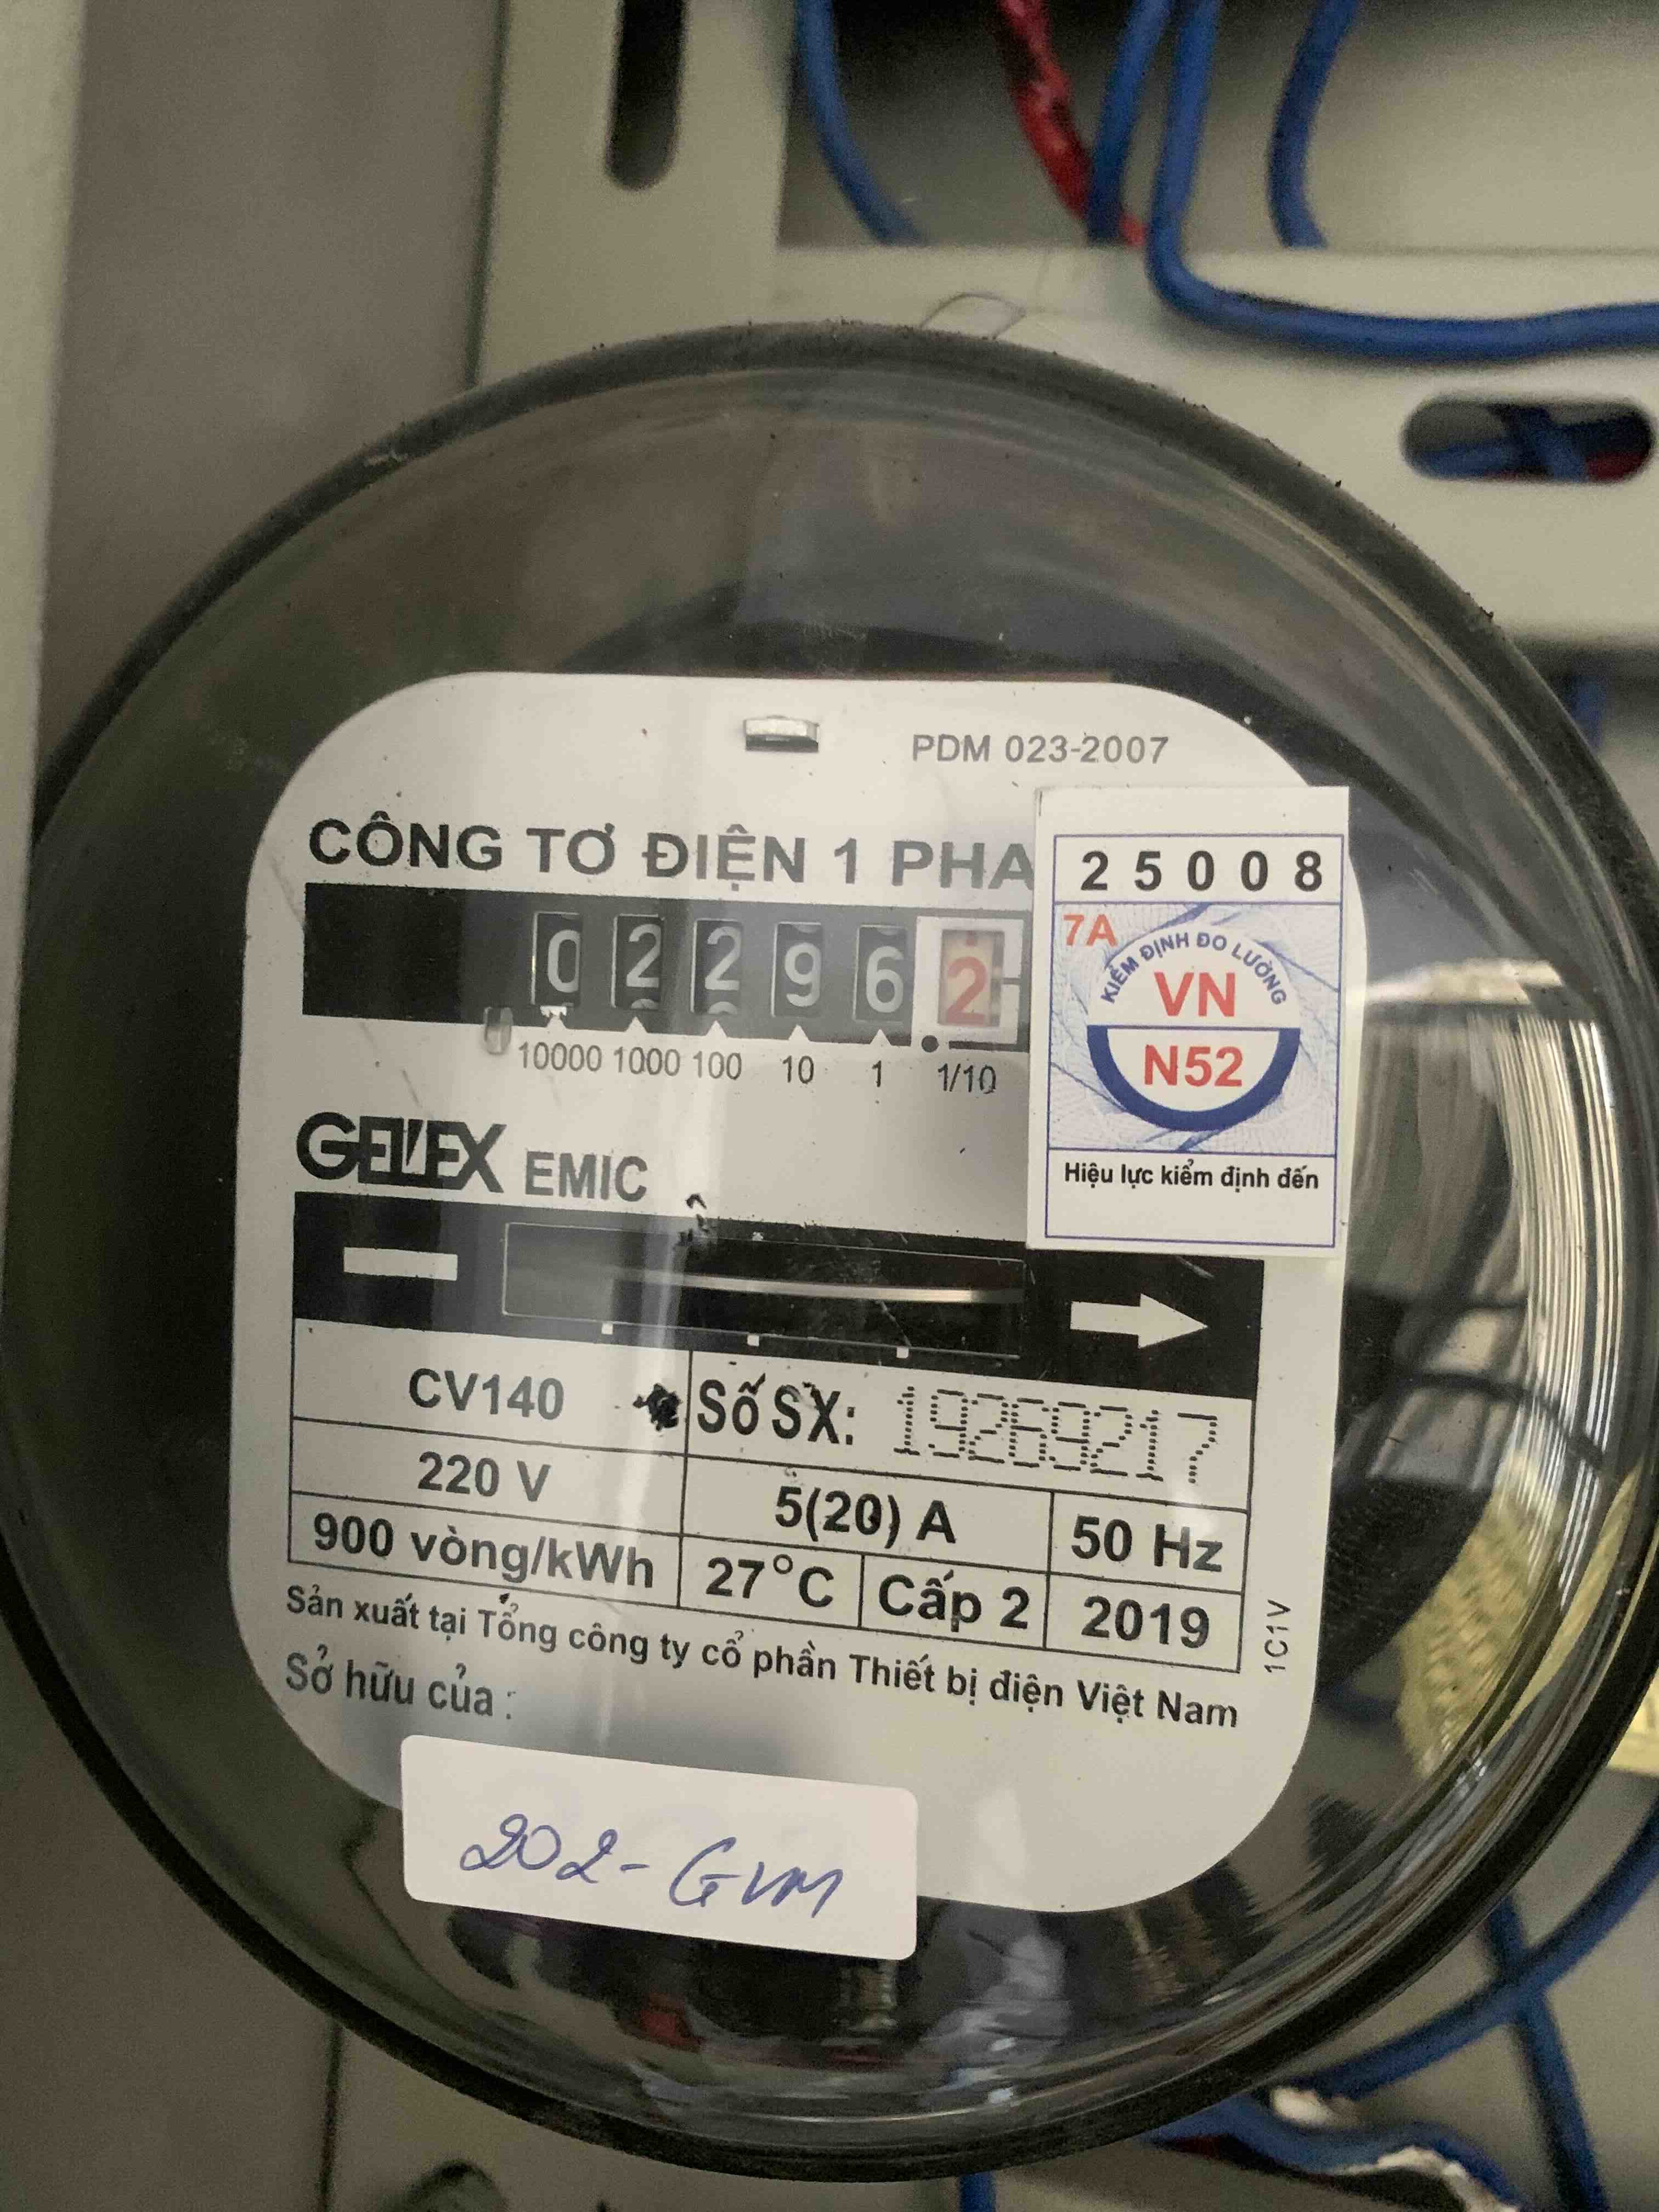 PDM 023-2007
CÔNG TƠ ĐIỆN 1 PHA
25008
7A
KIỂM ĐỊNH ĐO LƯỜNG
VN
N52
Hiệu lực kiểm định đến
0 2 2 9 6 2
10000 1000 100 10 1 1/10
GELEX EMIC
CV140
Số SX: 19269217
220 V
5(20) A
50 Hz
900 vòng/kWh
27°C
Cấp 2
2019
1C1V
Sản xuất tại Tổng công ty cổ phần Thiết bị điện Việt Nam
Sở hữu của :
202-GVM